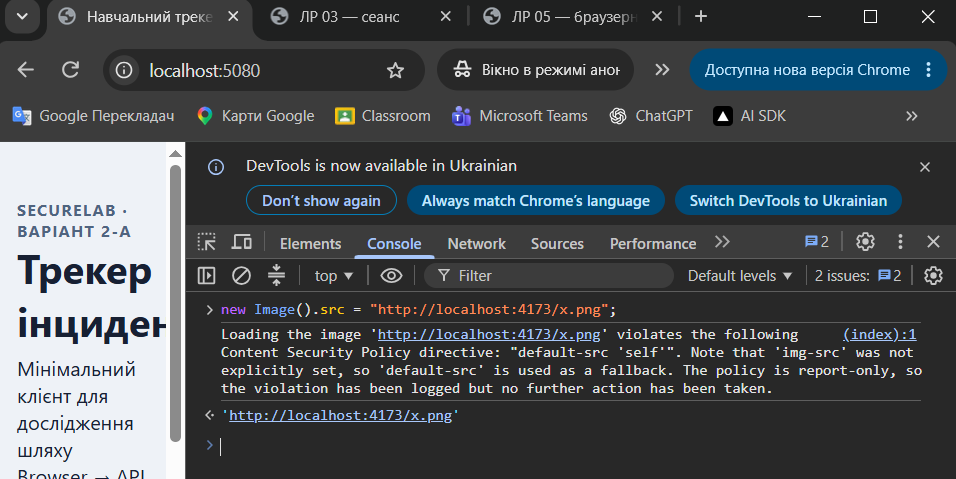 Навчальний треке
ЛР 03 — сеанс
ЛР 05 — браузерн
localhost:5080
Вікно в режимі анон
Доступна нова версія Chrome
Google Перекладач
Карти Google
Classroom
Microsoft Teams
ChatGPT
AI SDK
SECURELAB ·
ВАРІАНТ 2-А
Трекер
інциден
Мінімальний
клієнт для
дослідження
шляху
Browser → API
DevTools is now available in Ukrainian
Don't show again
Always match Chrome's language
Switch DevTools to Ukrainian
Elements
Console
Network
Sources
Performance
2
top
Filter
Default levels
2 issues:
2
new Image().src = "http://localhost:4173/x.png";
Loading the image 'http://localhost:4173/x.png' violates the following (index):1
Content Security Policy directive: "default-src 'self'". Note that 'img-src' was not
explicitly set, so 'default-src' is used as a fallback. The policy is report-only, so
the violation has been logged but no further action has been taken.
'http://localhost:4173/x.png'